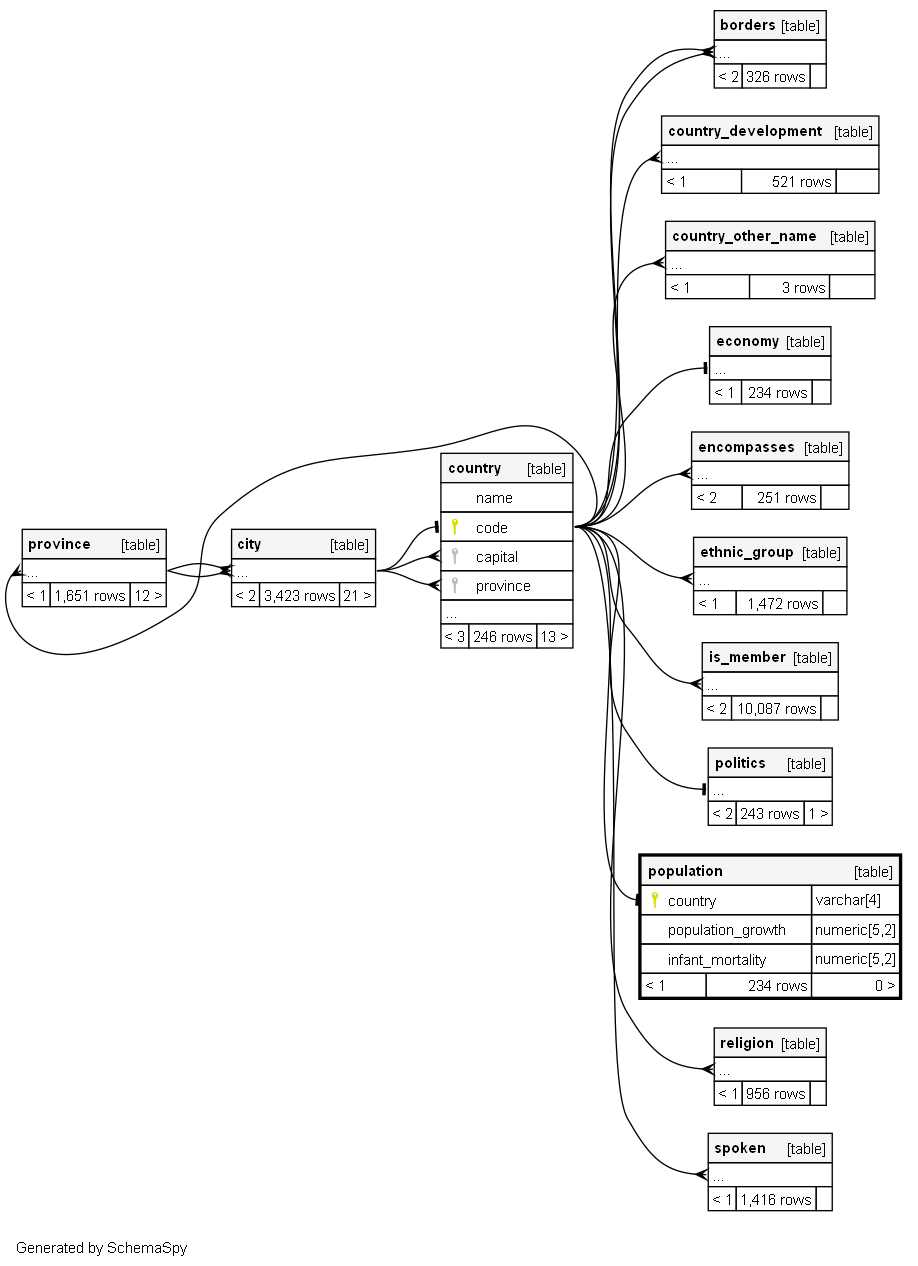 borders [table]
...
< 2 326 rows
country_development [table]
...
< 1 521 rows
country_other_name [table]
...
< 1 3 rows
economy [table]
...
< 1 234 rows
encompasses [table]
...
< 2 251 rows
country [table]
name
code
capital
province
...
< 3 246 rows 13 >
province [table]
...
< 1 1,651 rows 12 >
city [table]
...
< 2 3,423 rows 21 >
ethnic_group [table]
...
< 1 1,472 rows
is_member [table]
...
< 2 10,087 rows
politics [table]
...
< 2 243 rows 1 >
population [table]
country varchar[4]
population_growth numeric[5,2]
infant_mortality numeric[5,2]
< 1 234 rows 0 >
religion [table]
...
< 1 956 rows
spoken [table]
...
< 1 1,416 rows
Generated by SchemaSpy